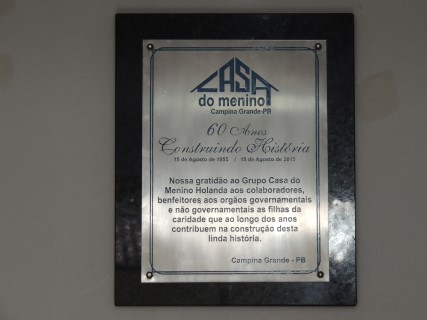 CASA
do menino
Campina Grande-PB
60 Anos
Construindo História
15 de Agosto de 1955 / 15 de Agosto de 2015
Nossa gratidão ao Grupo Casa do
Menino Holanda aos colaboradores,
benfeitores aos orgãos governamentais
e não governamentais as filhas da
caridade que ao longo dos anos
contribuem na construção desta
linda história.
Campina Grande - PB